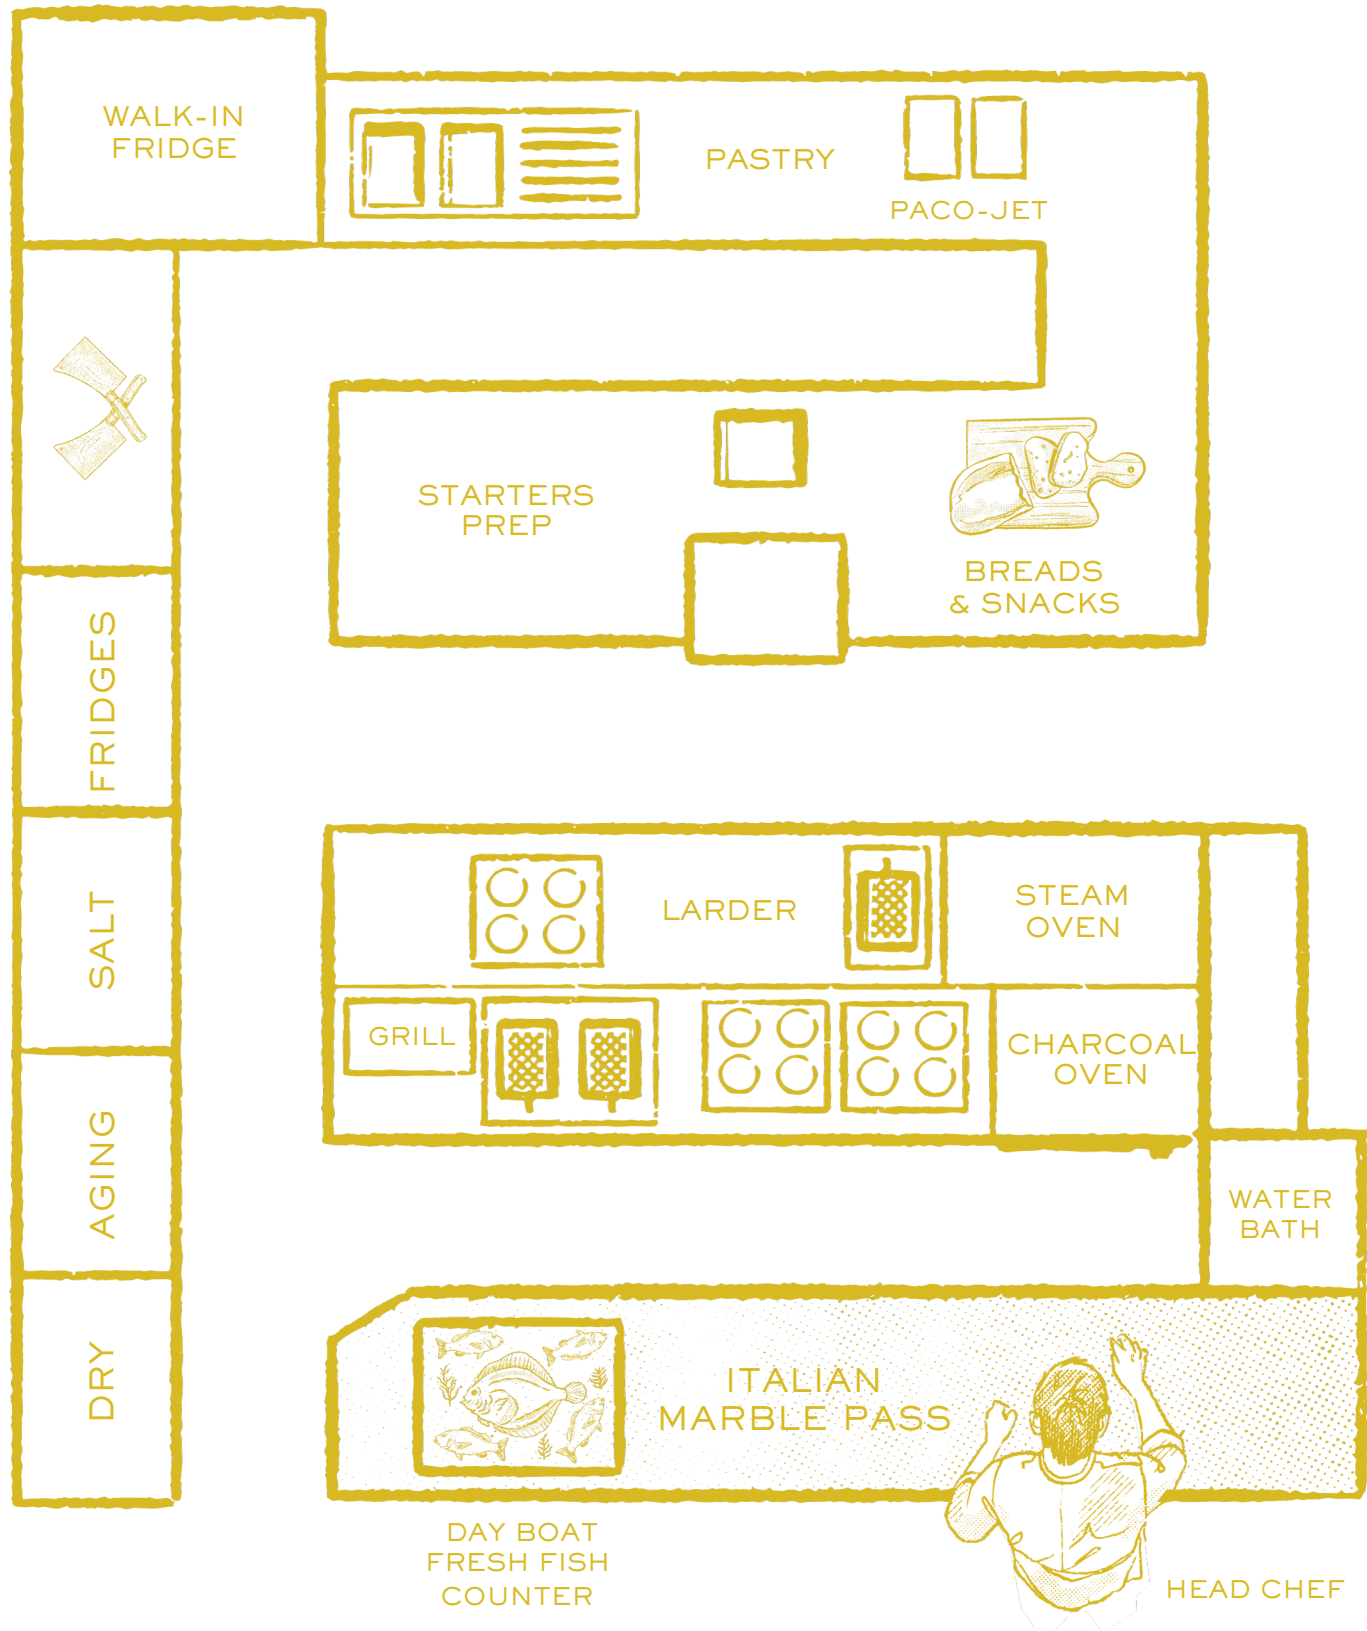 WALK-IN
FRIDGE
PASTRY
PACO-JET
STARTERS
PREP
BREADS
& SNACKS
FRIDGES
SALT
AGING
DRY
LARDER
STEAM
OVEN
GRILL
CHARCOAL
OVEN
WATER
BATH
ITALIAN
MARBLE PASS
DAY BOAT
FRESH FISH
COUNTER
HEAD CHEF